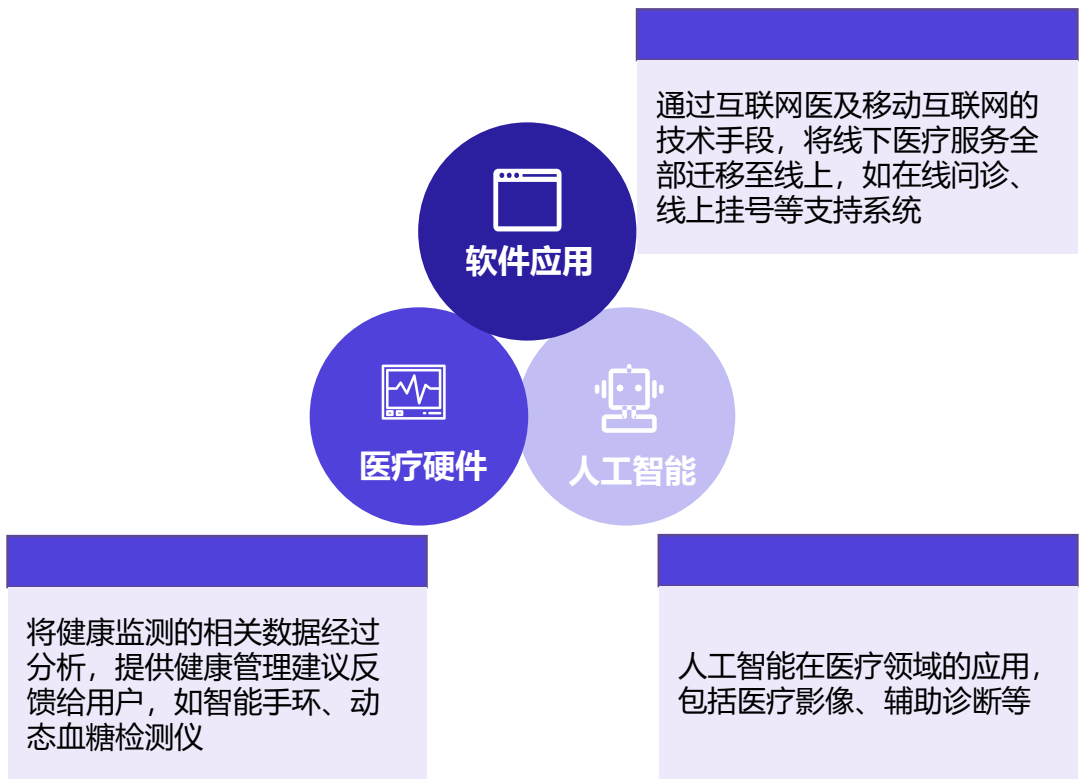 通过互联网医及移动互联网的
技术手段，将线下医疗服务全
部迁移至线上，如在线问诊、
线上挂号等支持系统
软件应用
医疗硬件
人工智能
将健康监测的相关数据经过
分析，提供健康管理建议反
馈给用户，如智能手环、动
态血糖检测仪
人工智能在医疗领域的应用，
包括医疗影像、辅助诊断等